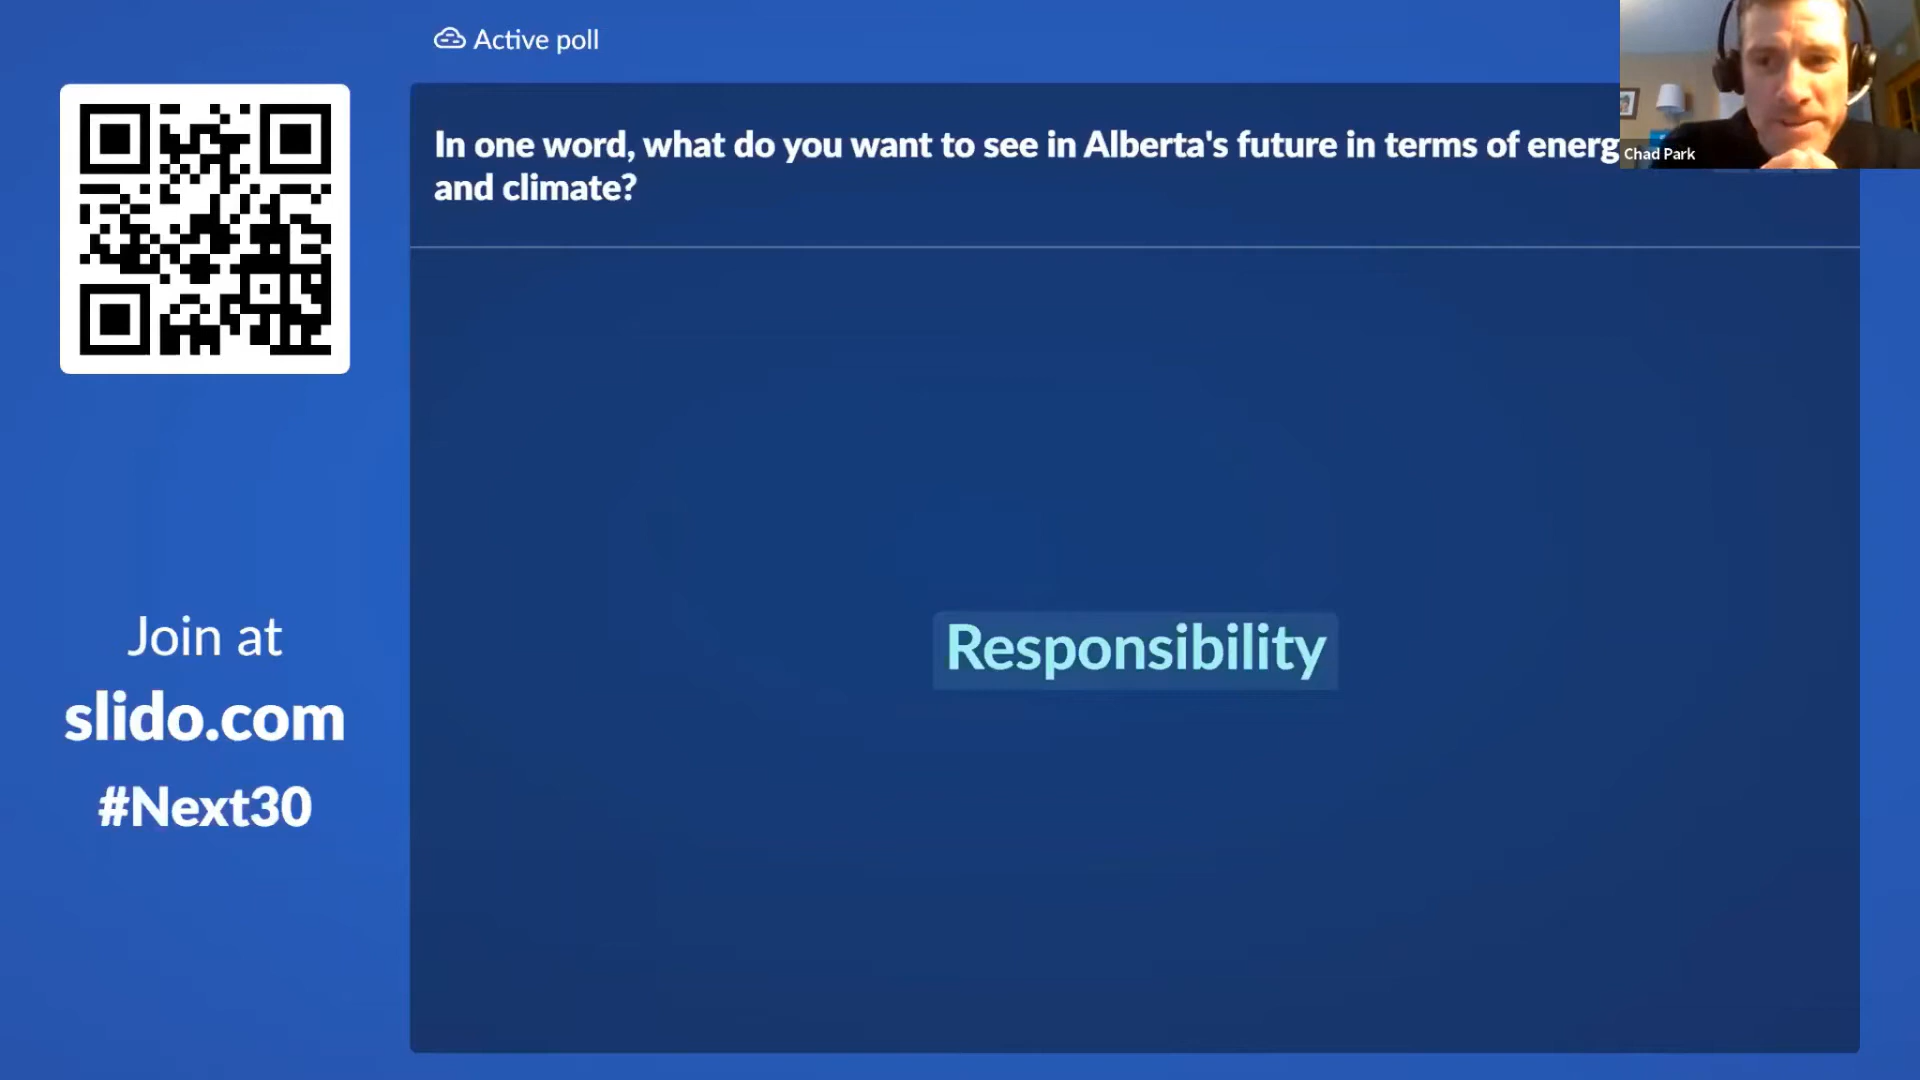 Active poll
In one word, what do you want to see in Alberta's future in terms of energ
and climate?
Chad Park
Responsibility
Join at
slido.com
#Next30